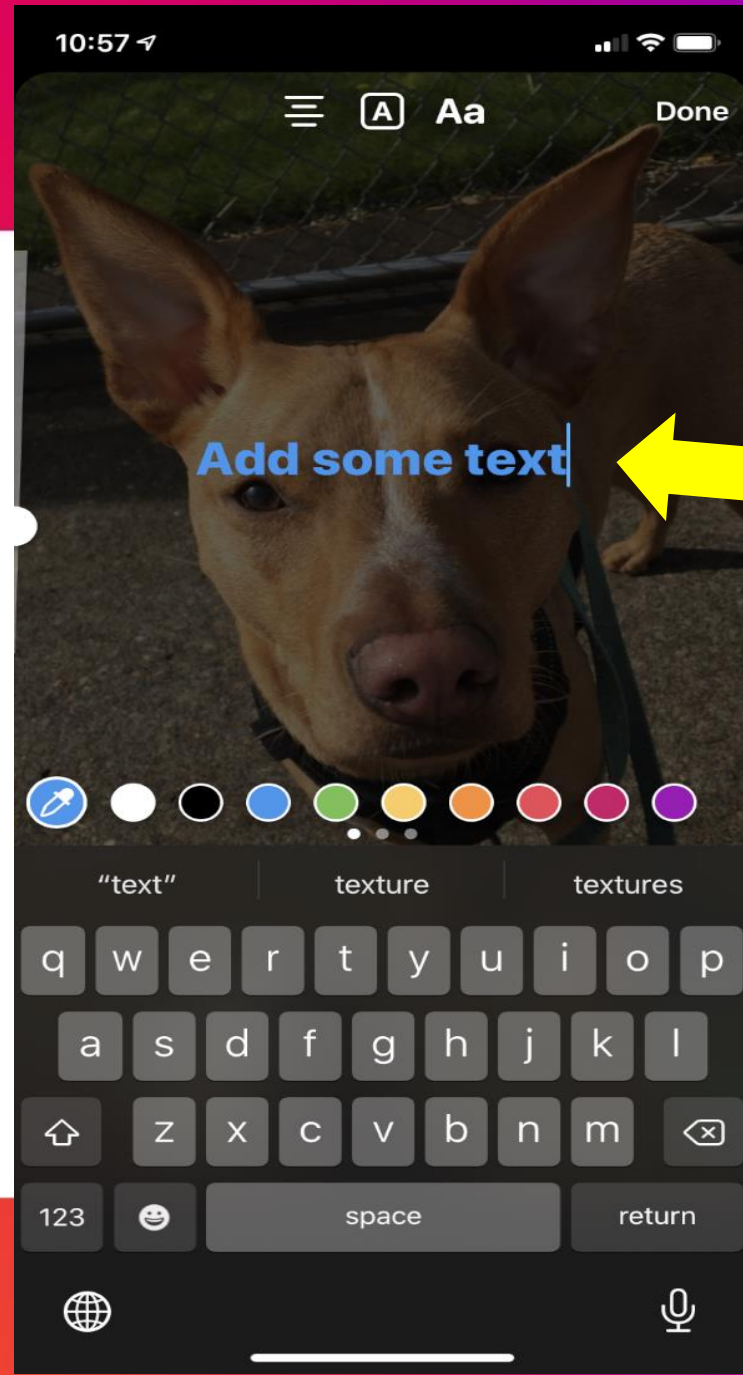 10:57
A Aa Done
Add some text
“text” texture textures
q w e r t y u i o p
a s d f g h j k l
z x c v b n m
123 space return